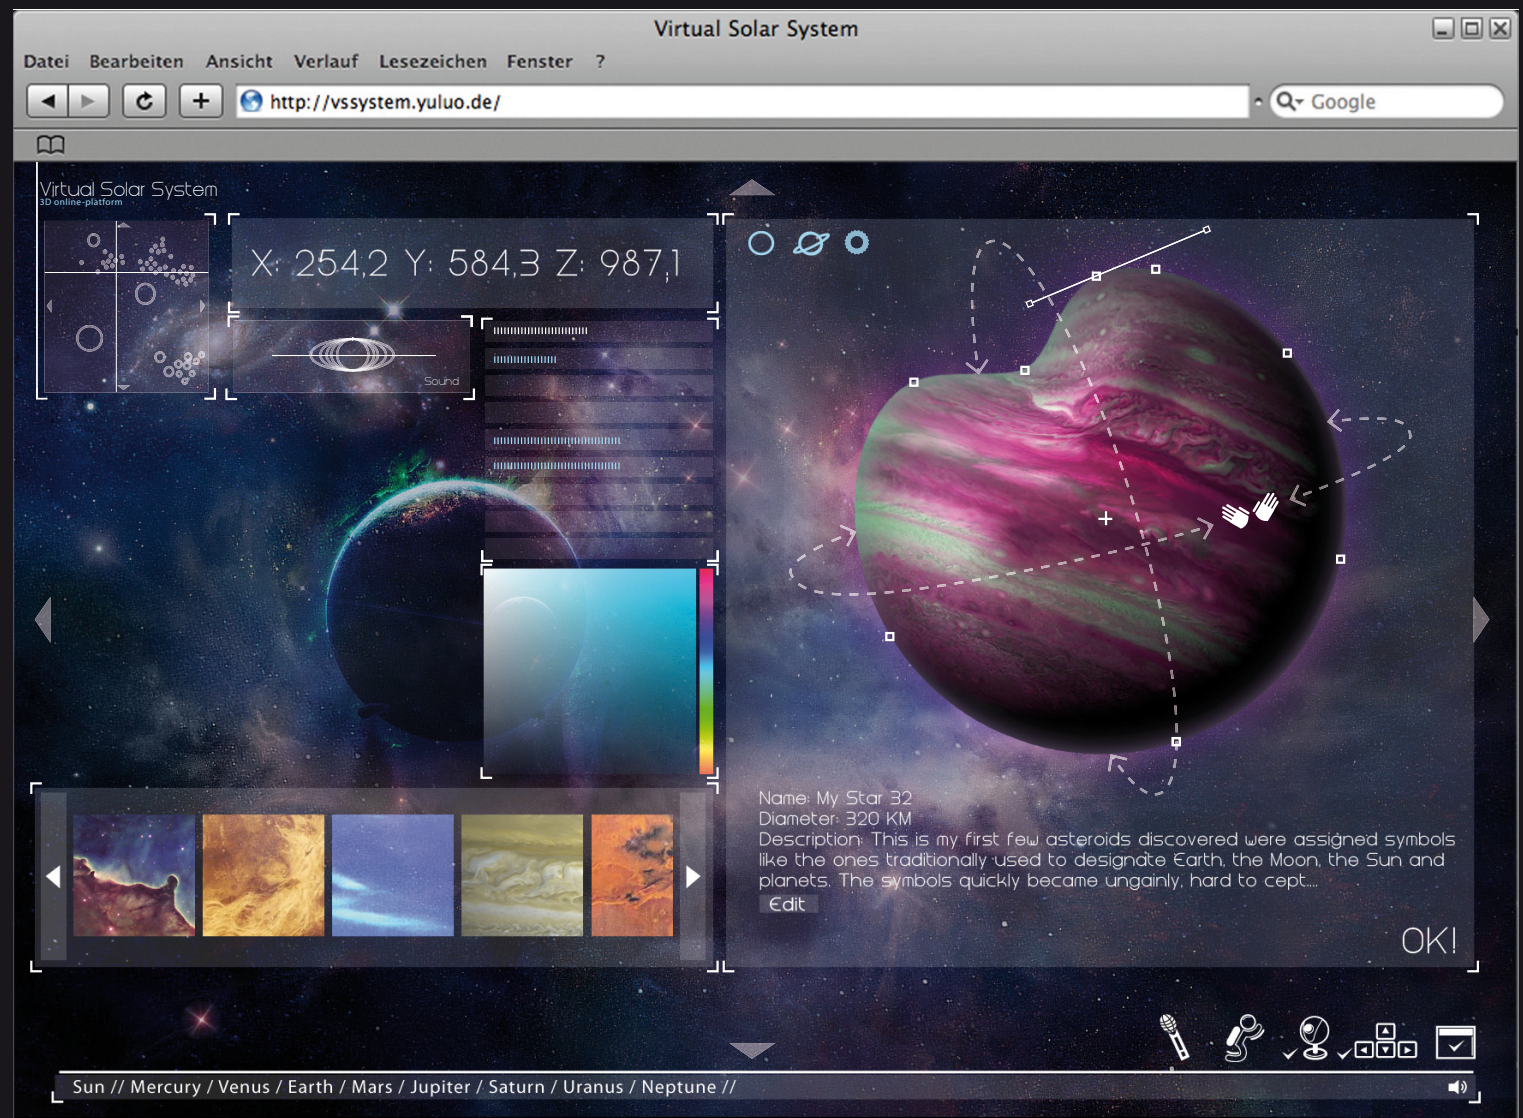 Virtual Solar System
Datei Bearbeiten Ansicht Verlauf Lesezeichen Fenster ?
http://vssystem.yuluo.de/
Google
Virtual Solar System
3D online-platform
X: 254,2 Y: 584,3 Z: 987,1
Sound
Name: My Star 32
Diameter: 320 KM
Description: This is my first few asteroids discovered were assigned symbols
like the ones traditionally used to designate Earth, the Moon, the Sun and
planets. The symbols quickly became ungainly, hard to cept....
Edit
OK!
Sun // Mercury / Venus / Earth / Mars / Jupiter / Saturn / Uranus / Neptune //